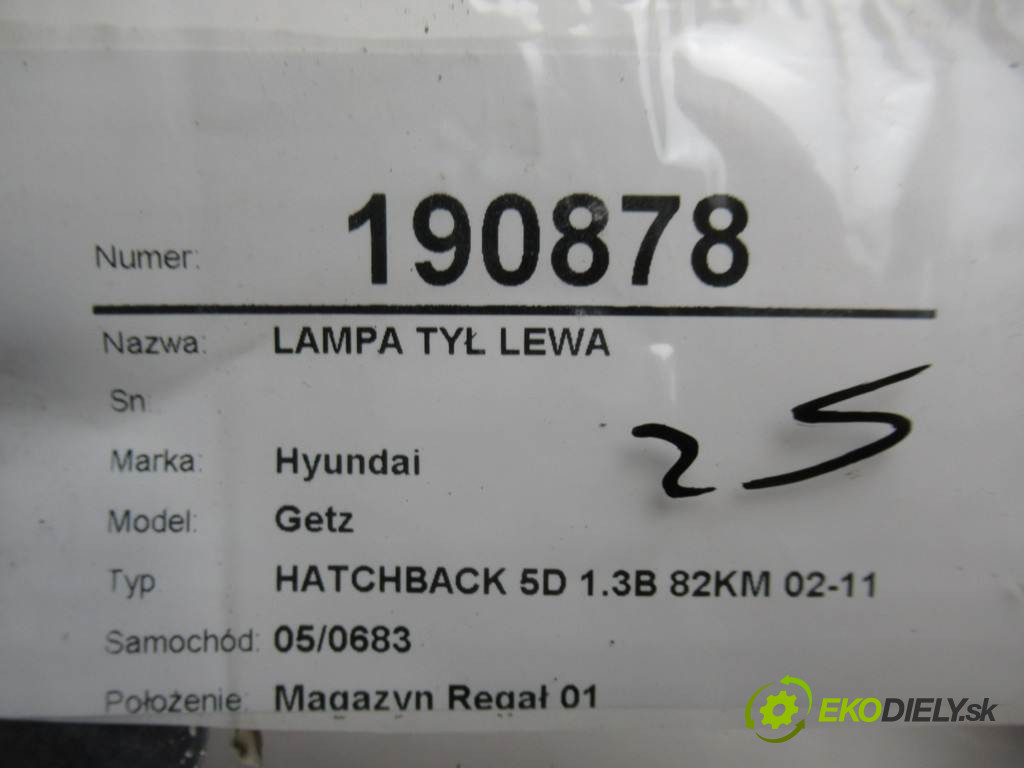 Numer: 190878
Nazwa: LAMPA TYŁ LEWA
Sn
25
Marka: Hyundai
Model: Getz
Typ HATCHBACK 5D 1.3B 82KM 02-11
Samochód: 05/0683
Położenie: Magazyn Regał 01
EKODIELY.sk